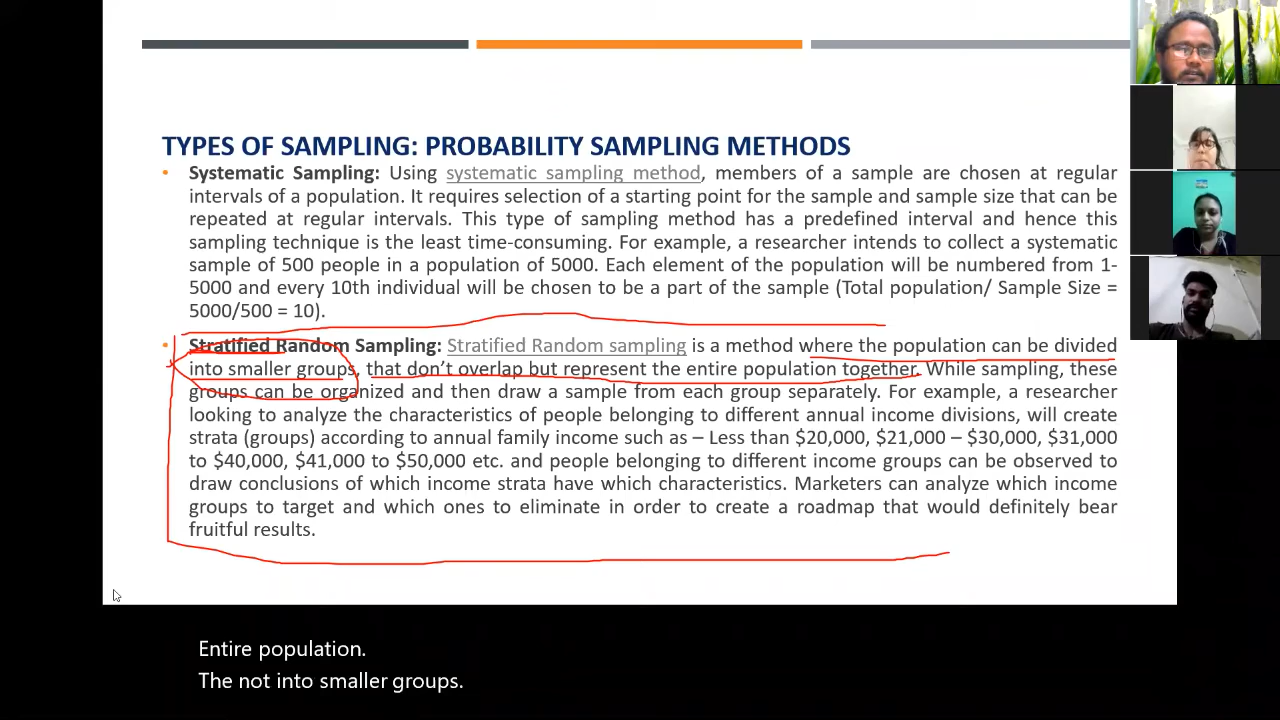 TYPES OF SAMPLING: PROBABILITY SAMPLING METHODS
• Systematic Sampling: Using systematic sampling method, members of a sample are chosen at regular
intervals of a population. It requires selection of a starting point for the sample and sample size that can be
repeated at regular intervals. This type of sampling method has a predefined interval and hence this
sampling technique is the least time-consuming. For example, a researcher intends to collect a systematic
sample of 500 people in a population of 5000. Each element of the population will be numbered from 1-
5000 and every 10th individual will be chosen to be a part of the sample (Total population/ Sample Size =
5000/500 = 10).
• Stratified Random Sampling: Stratified Random sampling is a method where the population can be divided
into smaller groups, that don’t overlap but represent the entire population together. While sampling, these
groups can be organized and then draw a sample from each group separately. For example, a researcher
looking to analyze the characteristics of people belonging to different annual income divisions, will create
strata (groups) according to annual family income such as – Less than $20,000, $21,000 – $30,000, $31,000
to $40,000, $41,000 to $50,000 etc. and people belonging to different income groups can be observed to
draw conclusions of which income strata have which characteristics. Marketers can analyze which income
groups to target and which ones to eliminate in order to create a roadmap that would definitely bear
fruitful results.
Entire population.
The not into smaller groups.